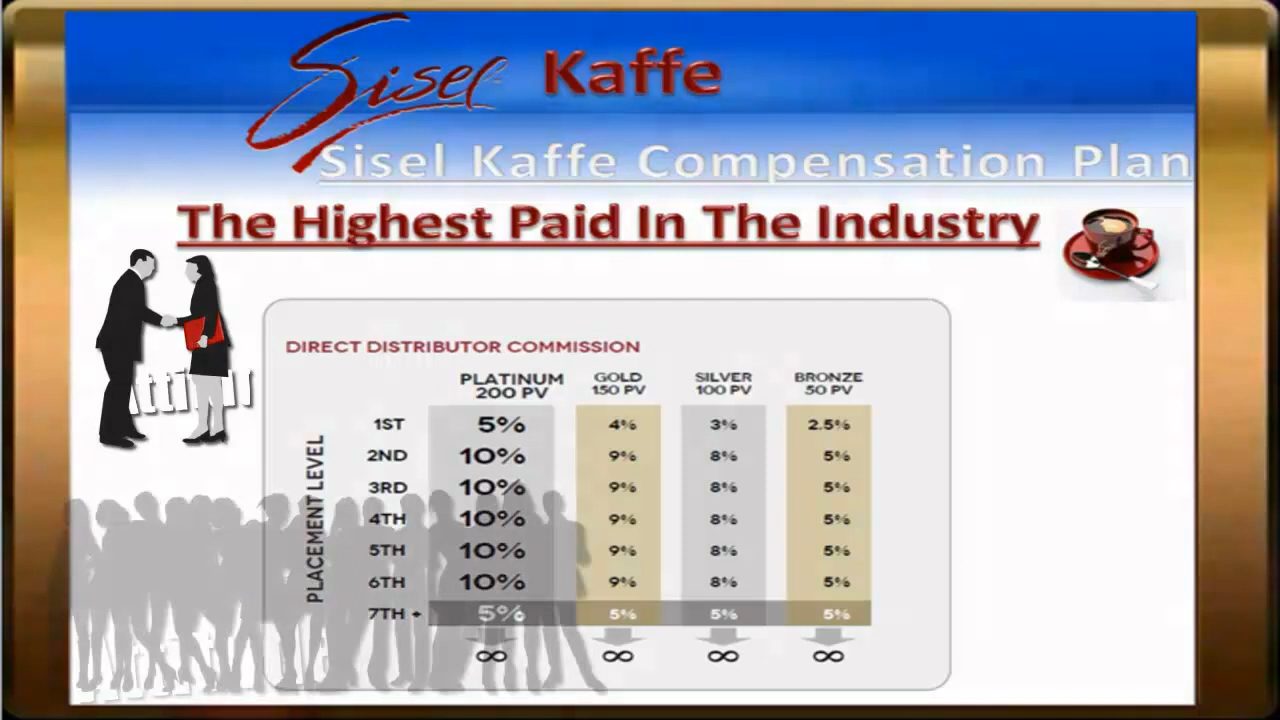 Sisel Kaffe
Sisel Kaffe Compensation Plan
The Highest Paid In The Industry
DIRECT DISTRIBUTOR COMMISSION
PLATINUM GOLD SILVER BRONZE
200 PV 150 PV 100 PV 50 PV
PLACEMENT LEVEL
1ST 5% 4% 3% 2.5%
2ND 10% 9% 8% 5%
3RD 10% 9% 8% 5%
4TH 10% 9% 8% 5%
5TH 10% 9% 8% 5%
6TH 10% 9% 8% 5%
7TH + 5% 5% 5% 5%
∞ ∞ ∞ ∞